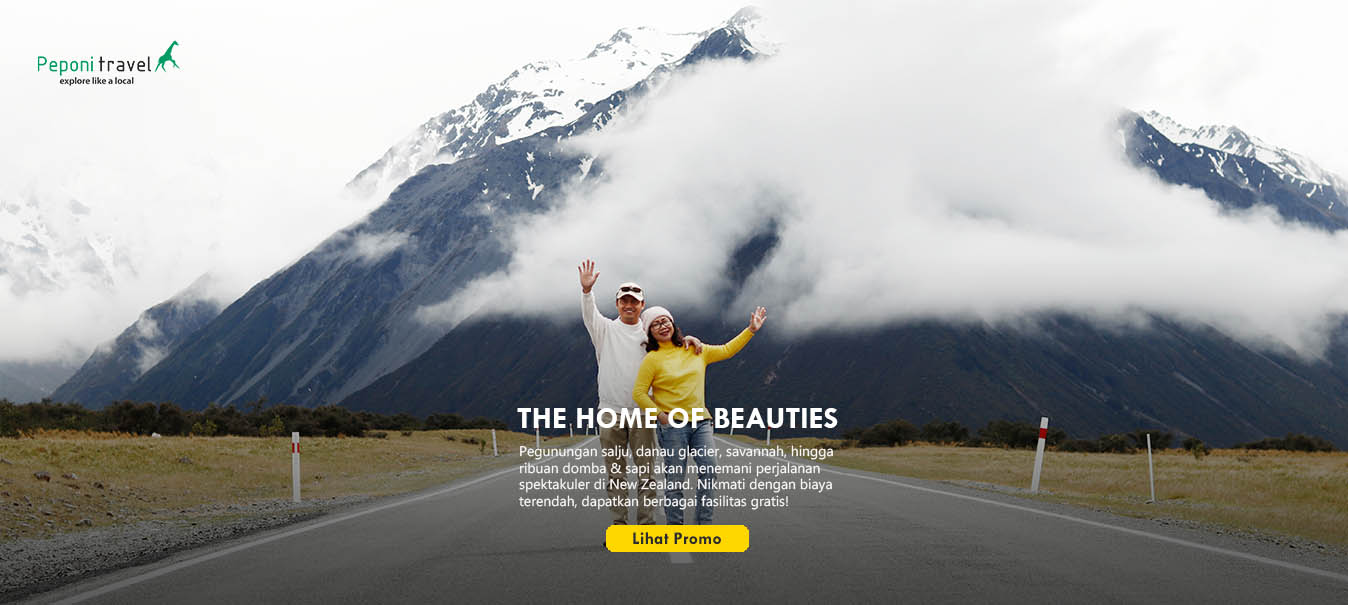 Peponi travel
explore like a local
THE HOME OF BEAUTIES
Pegunungan salju, danau glacier, savannah, hingga
ribuan domba & sapi akan menemani perjalanan
spektakuler di New Zealand. Nikmati dengan biaya
terendah, dapatkan berbagai fasilitas gratis!
Lihat Promo